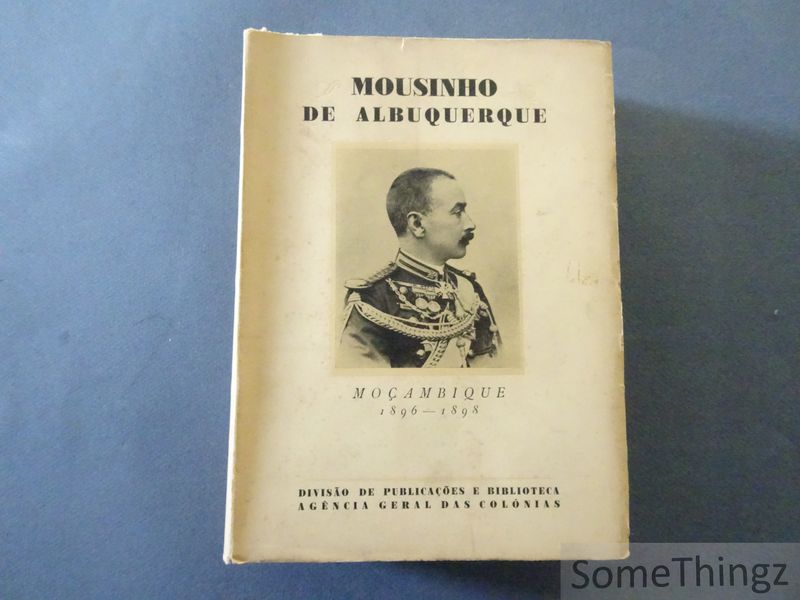 MOUSINHO
DE ALBUQUERQUE
MOÇAMBIQUE
1896—1898
DIVISÃO DE PUBLICAÇÕES E BIBLIOTECA
AGÊNCIA GERAL DAS COLÓNIAS
SomeThingz